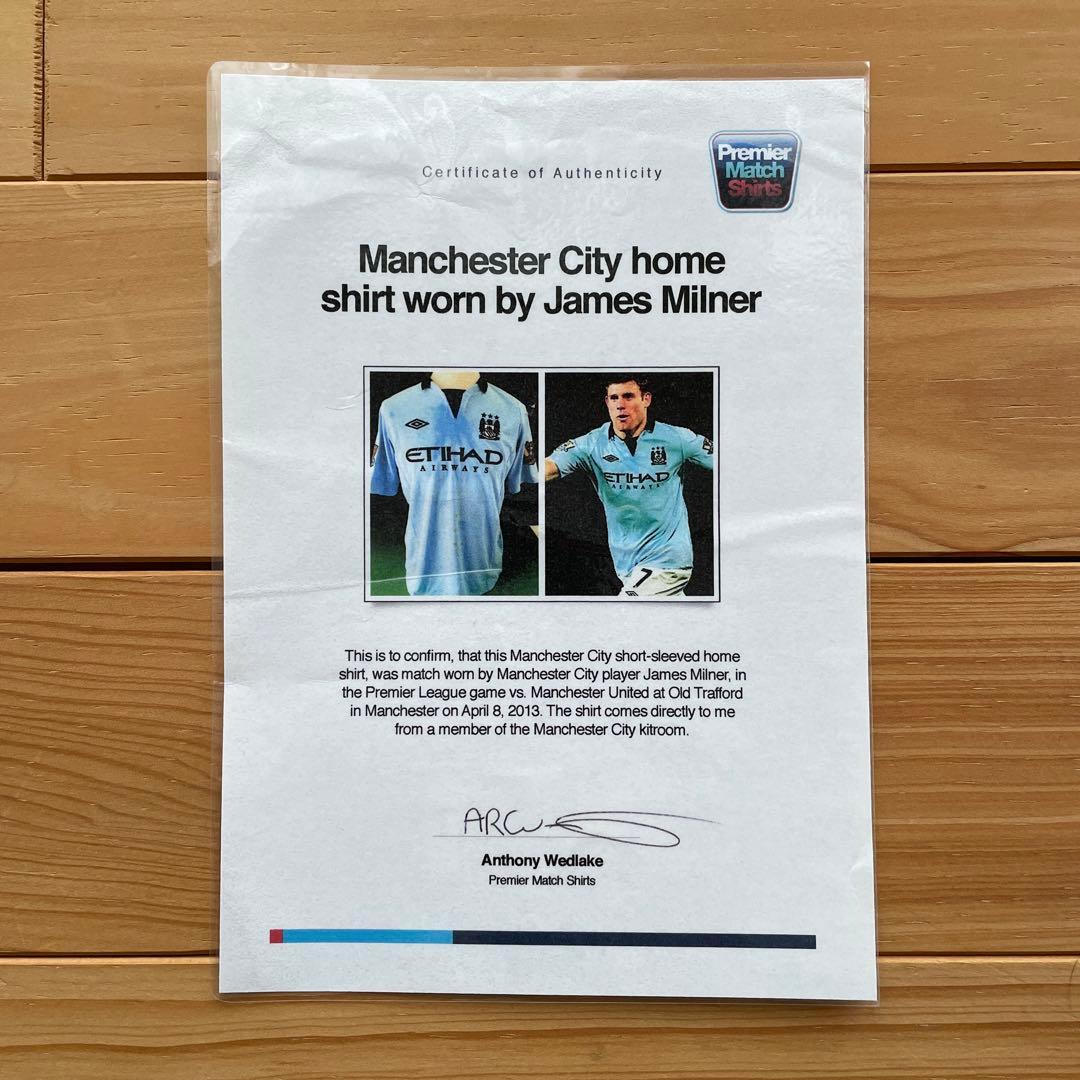 Certificate of Authenticity
Premier
Match
Shirts
Manchester City home
shirt worn by James Milner
ETIHAD
AIRWAYS
ETIHAD
AIRWAYS
7
This is to confirm, that this Manchester City short-sleeved home
shirt, was match worn by Manchester City player James Milner, in
the Premier League game vs. Manchester United at Old Trafford
in Manchester on April 8, 2013. The shirt comes directly to me
from a member of the Manchester City kitroom.
Anthony Wedlake
Premier Match Shirts